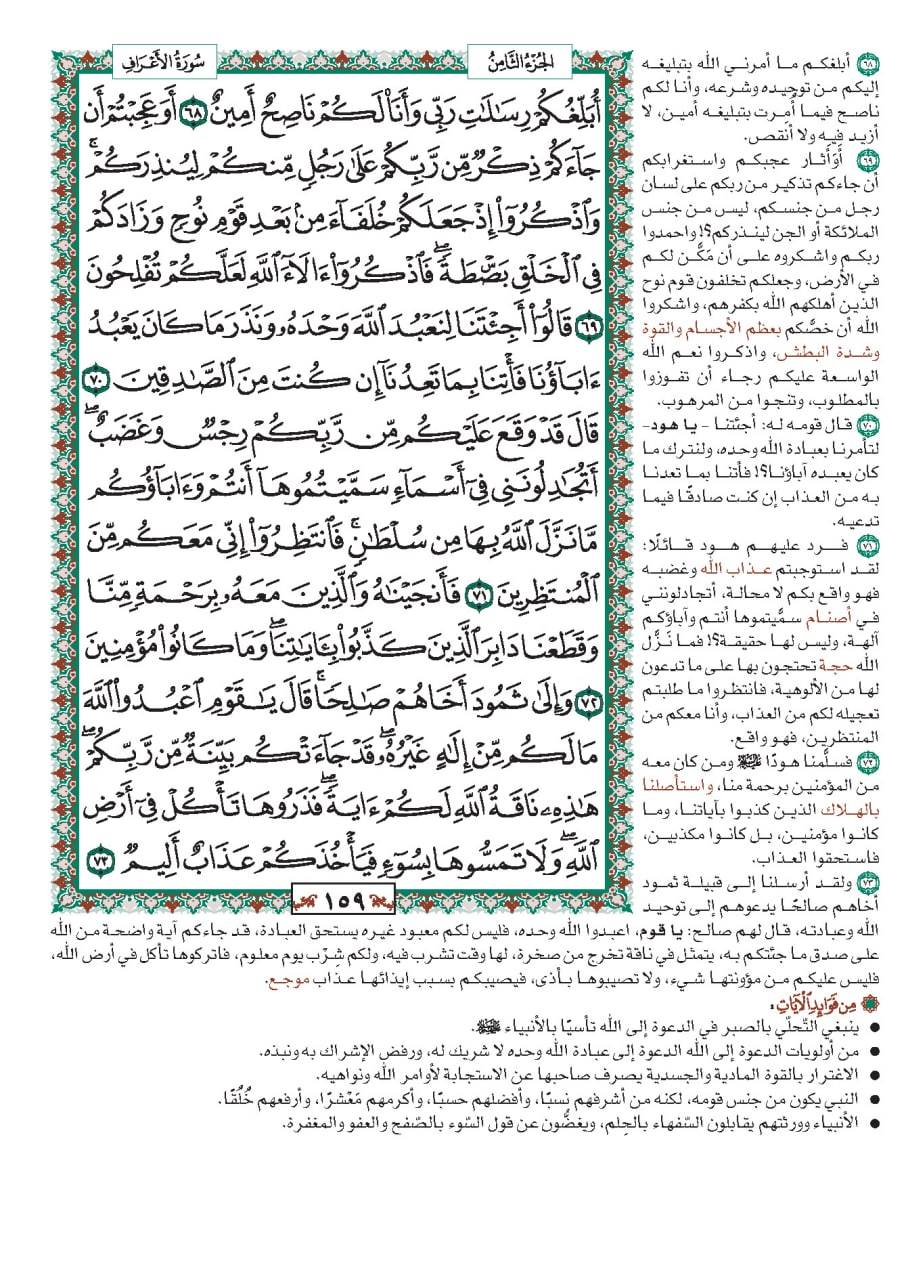 سُورَةُ الأَعْرَافِ
الجُزْءُ الثَّامِنُ
أُبَلِّغُكُمْ رِسَٰلَٰتِ رَبِّي وَأَنَا۠ لَكُمْ نَاصِحٌ أَمِينٌ ٦٨ أَوَعَجِبْتُمْ أَن
جَآءَكُمْ ذِكْرٌ مِّن رَّبِّكُمْ عَلَىٰ رَجُلٍ مِّنكُمْ لِيُنذِرَكُمْ ۚ
وَٱذْكُرُوٓا۟ إِذْ جَعَلَكُمْ خُلَفَآءَ مِنۢ بَعْدِ قَوْمِ نُوحٍ وَزَادَكُمْ
فِي ٱلْخَلْقِ بَصْۜطَةً ۖ فَٱذْكُرُوٓا۟ ءَالَآءَ ٱللَّهِ لَعَلَّكُمْ تُفْلِحُونَ
٦٩ قَالُوٓا۟ أَجِئْتَنَا لِنَعْبُدَ ٱللَّهَ وَحْدَهُۥ وَنَذَرَ مَا كَانَ يَعْبُدُ
ءَابَآؤُنَا فَأْتِنَا بِمَا تَعِدُنَآ إِن كُنتَ مِنَ ٱلصَّٰدِقِينَ ٧٠
قَالَ قَدْ وَقَعَ عَلَيْكُم مِّن رَّبِّكُمْ رِجْسٌ وَغَضَبٌ ۖ
أَتُجَٰدِلُونَنِي فِيٓ أَسْمَآءٍ سَمَّيْتُمُوهَآ أَنتُمْ وَءَابَآؤُكُم
مَّا نَزَّلَ ٱللَّهُ بِهَا مِن سُلْطَٰنٍ ۚ فَٱنتَظِرُوٓا۟ إِنِّي مَعَكُم مِّنَ
ٱلْمُنتَظِرِينَ ٧١ فَأَنجَيْنَٰهُ وَٱلَّذِينَ مَعَهُۥ بِرَحْمَةٍ مِّنَّا
وَقَطَعْنَا دَابِرَ ٱلَّذِينَ كَذَّبُوا۟ بِـَٔايَٰتِنَا ۖ وَمَا كَانُوا۟ مُؤْمِنِينَ
٧٢ وَإِلَىٰ ثَمُودَ أَخَاهُمْ صَٰلِحًا ۗ قَالَ يَٰقَوْمِ ٱعْبُدُوا۟ ٱللَّهَ
مَا لَكُم مِّنْ إِلَٰهٍ غَيْرُهُۥ ۖ قَدْ جَآءَتْكُم بَيِّنَةٌ مِّن رَّبِّكُمْ ۖ
هَٰذِهِۦ نَاقَةُ ٱللَّهِ لَكُمْ ءَايَةً ۖ فَذَرُوهَا تَأْكُلْ فِيٓ أَرْضِ
ٱللَّهِ ۖ وَلَا تَمَسُّوهَا بِسُوٓءٍ فَيَأْخُذَكُمْ عَذَابٌ أَلِيمٌ ٧٣
١٥٩
٦٨ أبلغكم ما أمرني الله بتبليغه
إليكم من توحيده وشرعه، وأنا لكم
ناصح فيما أُمرت بتبليغه أمين، لا
أزيد فيه ولا أنقص.
٦٩ أَوَأثار عجبكم واستغرابكم
أن جاءكم تذكير من ربكم على لسان
رجل من جنسكم، ليس من جنس
الملائكة أو الجن لينذركم؟! واحمدوا
ربكم واشكروه على أن مَكَّن لكم
في الأرض، وجعلكم تخلفون قوم نوح
الذين أهلكهم الله بكفرهم، واشكروا
الله أن خصَّكم بعظم الأجسام والقوة
وشدة البطش، واذكروا نعم الله
الواسعة عليكم رجاء أن تفوزوا
بالمطلوب، وتنجوا من المرهوب.
٧٠ قال قومه له: أجئتنا - يا هود-
لتأمرنا بعبادة الله وحده، ولنترك ما
كان يعبده آباؤنا؟! فأتنا بما تعدنا
به من العذاب إن كنت صادقًا فيما
تدعيه.
٧١ فرد عليهم هود قائلًا:
لقد استوجبتم عذاب الله وغضبه
فهو واقع بكم لا محالة، أتجادلونني
في أصنام سمَّيتموها أنتم وآباؤكم
آلهة، وليس لها حقيقة؟! فما نَزَّل
الله حجة تحتجون بها على ما تدعون
لها من الألوهية، فانتظروا ما طلبتم
تعجيله لكم من العذاب، وأنا معكم من
المنتظرين، فهو واقع.
٧٢ فسلَّمنا هودًا ﷺ ومن كان معه
من المؤمنين برحمة منا، واستأصلنا
بالهلاك الذين كذبوا بآياتنا، وما
كانوا مؤمنين، بل كانوا مكذبين،
فاستحقوا العذاب.
٧٣ ولقد أرسلنا إلى قبيلة ثمود
أخاهم صالحًا يدعوهم إلى توحيد
الله وعبادته، قال لهم صالح: يا قوم، اعبدوا الله وحده، فليس لكم معبود غيره يستحق العبادة، قد جاءكم آية واضحة من الله
على صدق ما جئتكم به، يتمثل في ناقة تخرج من صخرة، لها وقت تشرب فيه، ولكم شِرْب يوم معلوم، فاتركوها تأكل في أرض الله،
فليس عليكم من مؤونتها شيء، ولا تصيبوها بأذى، فيصيبكم بسبب إيذائها عذاب موجع.
مِن فَوَائِدِ الْآيَاتِ:
• ينبغي التّحلّي بالصبر في الدعوة إلى الله تأسيًا بالأنبياء ﷺ.
• من أولويات الدعوة إلى الله الدعوة إلى عبادة الله وحده لا شريك له، ورفض الإشراك به ونبذه.
• الاغترار بالقوة المادية والجسدية يصرف صاحبها عن الاستجابة لأوامر الله ونواهيه.
• النبي يكون من جنس قومه، لكنه من أشرفهم نسبًا، وأفضلهم حسبًا، وأكرمهم مَعْشرًا، وأرفعهم خُلُقًا.
• الأنبياء وورثتهم يقابلون السّفهاء بالحِلم، ويغضُّون عن قول السّوء بالصّفح والعفو والمغفرة.